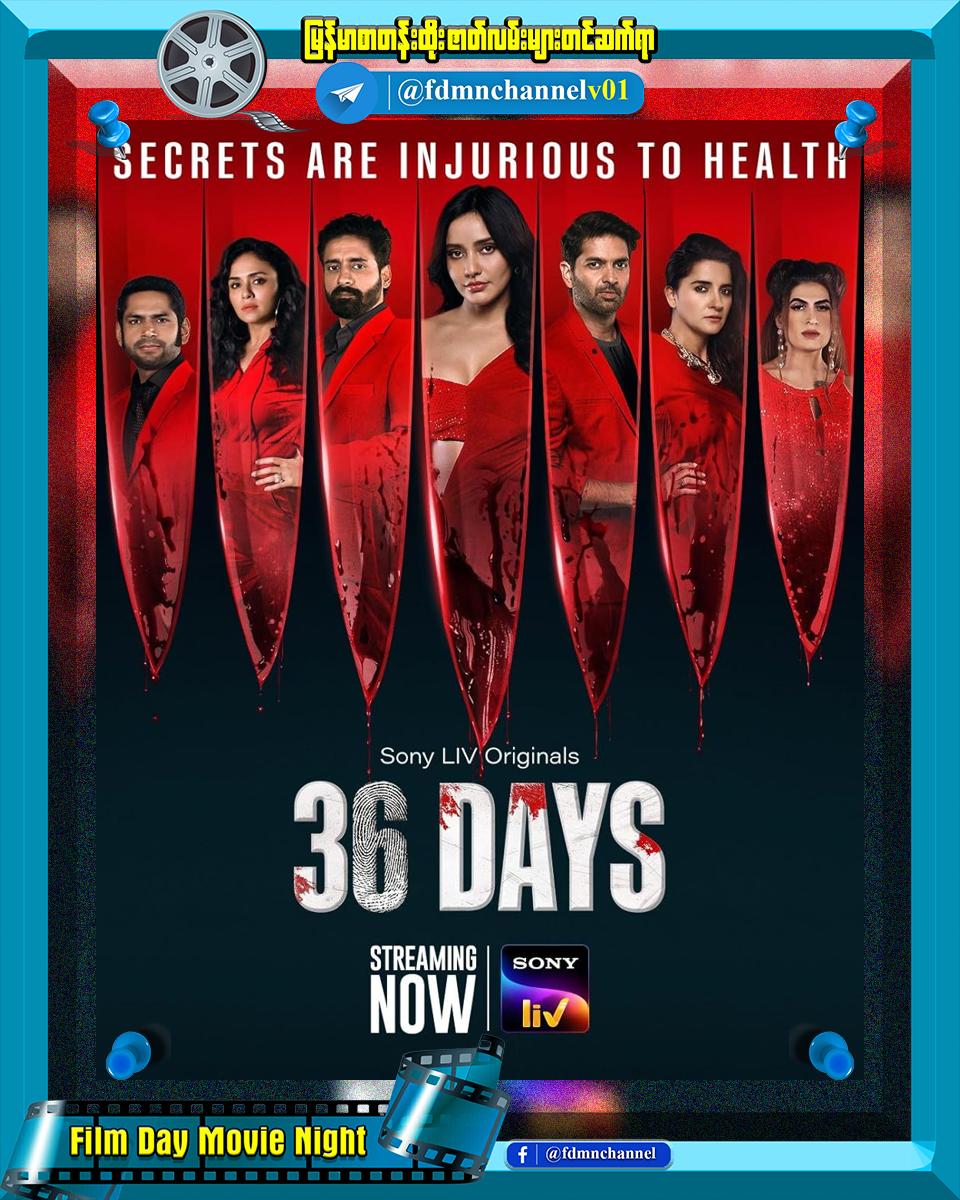 မြန်မာစာတန်းထိုးဇာတ်လမ်းများတင်ဆက်ရာ
@fdmnchannelv01
SECRETS ARE INJURIOUS TO HEALTH
Sony LIV Originals
36 DAYS
STREAMING
NOW
SONY
liv
Film Day Movie Night
f @fdmnchannel